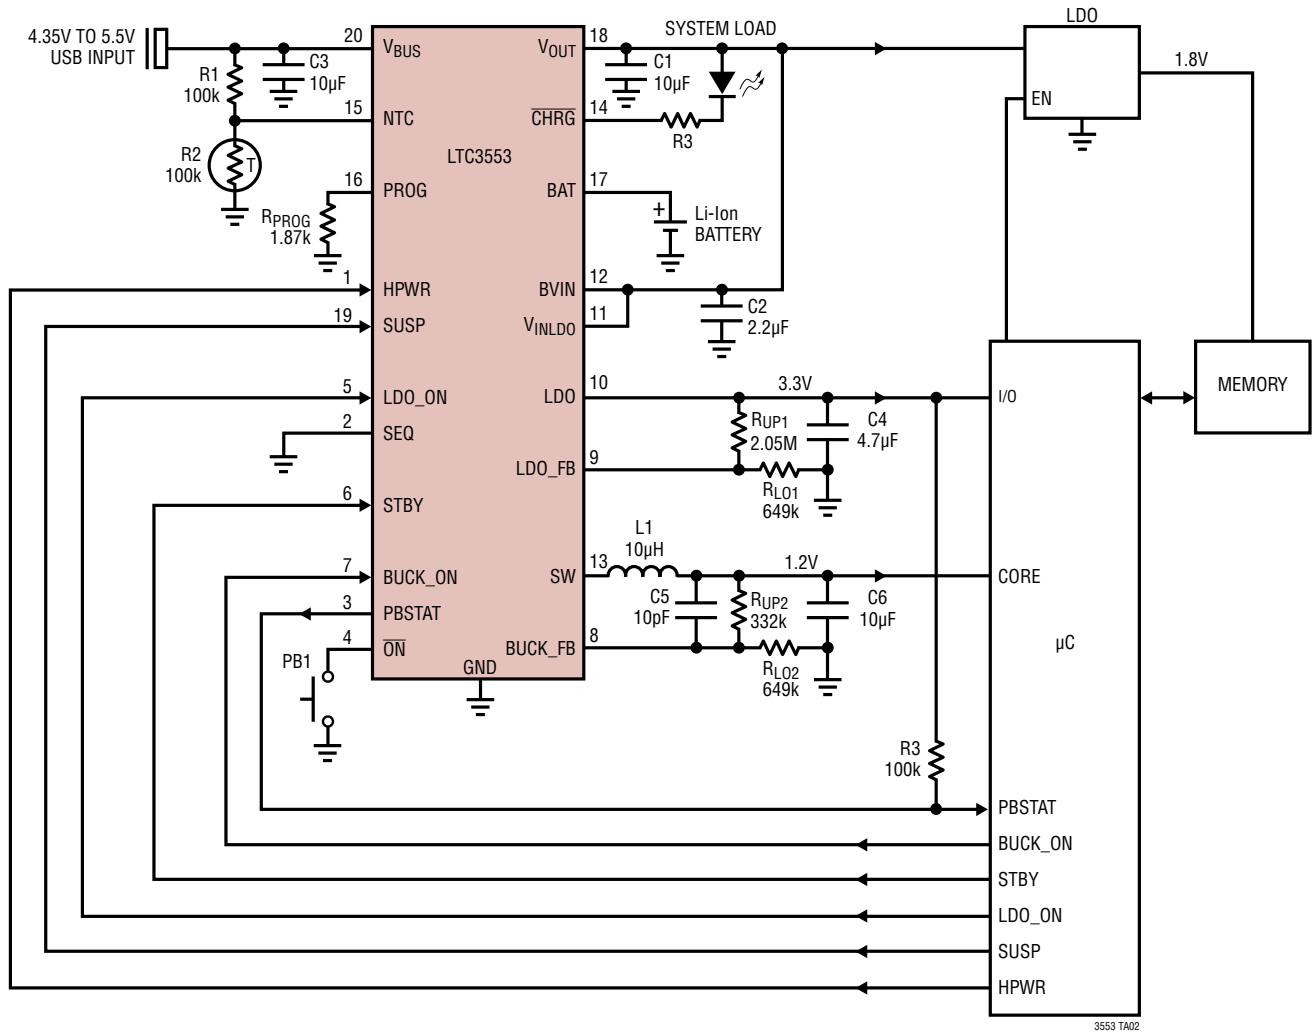 4.35V TO 5.5V
USB INPUT
R1
100k
C3
10µF
R2
100k
T
RPROG
1.87k
20
VBUS
15
NTC
16
PROG
1
HPWR
19
SUSP
5
LDO_ON
2
SEQ
6
STBY
7
BUCK_ON
3
PBSTAT
4
ON
PB1
LTC3553
GND
VOUT
18
CHRG
14
BAT
17
BVIN
12
VINLDO
11
LDO
10
LDO_FB
9
SW
13
BUCK_FB
8
SYSTEM LOAD
C1
10µF
R3
+
Li-Ion
BATTERY
C2
2.2µF
3.3V
RUP1
2.05M
C4
4.7µF
RLO1
649k
L1
10µH
1.2V
C5
10pF
RUP2
332k
C6
10µF
RLO2
649k
R3
100k
LDO
EN
1.8V
MEMORY
I/O
CORE
µC
PBSTAT
BUCK_ON
STBY
LDO_ON
SUSP
HPWR
3553 TA02